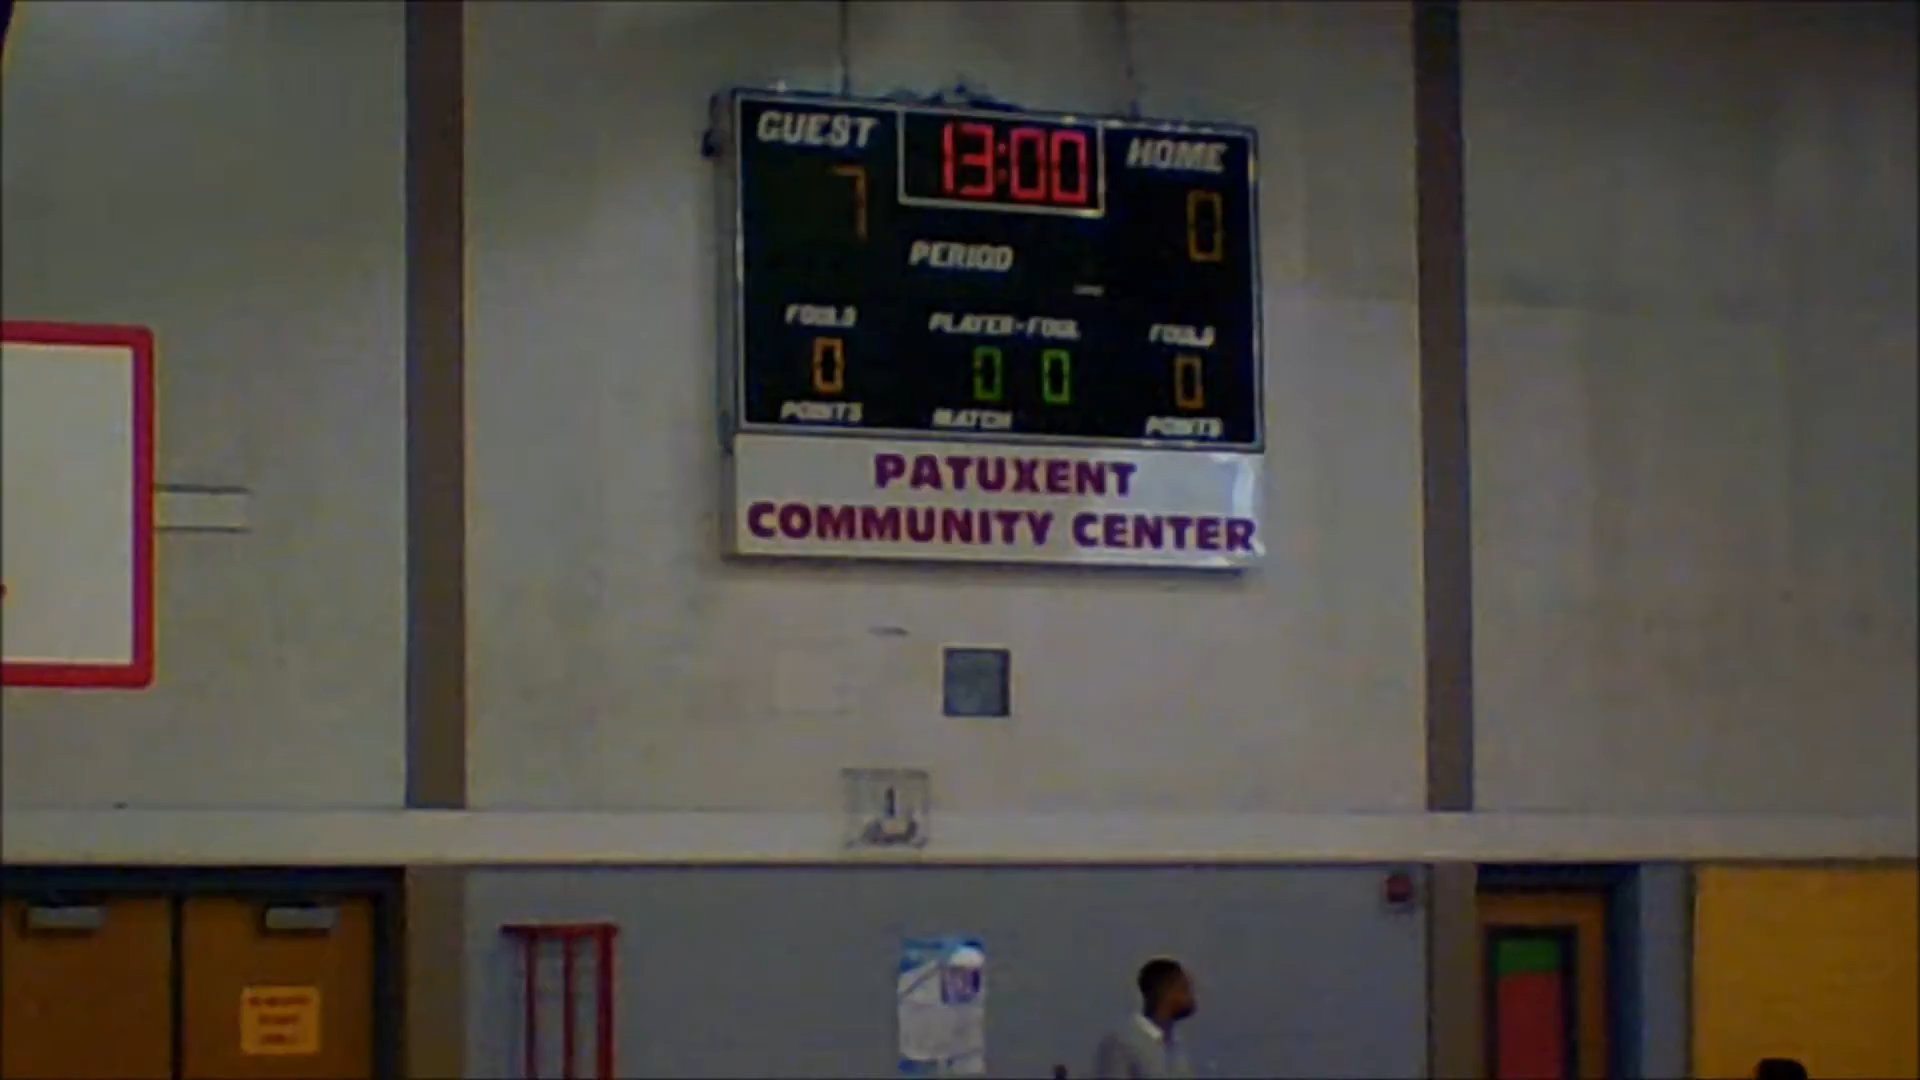 GUEST 13:00 HOME
7 0
PERIOD
FOULS PLAYER-FOUL FOULS
0 0 0 0
POINTS MATCH POINTS
PATUXENT
COMMUNITY CENTER